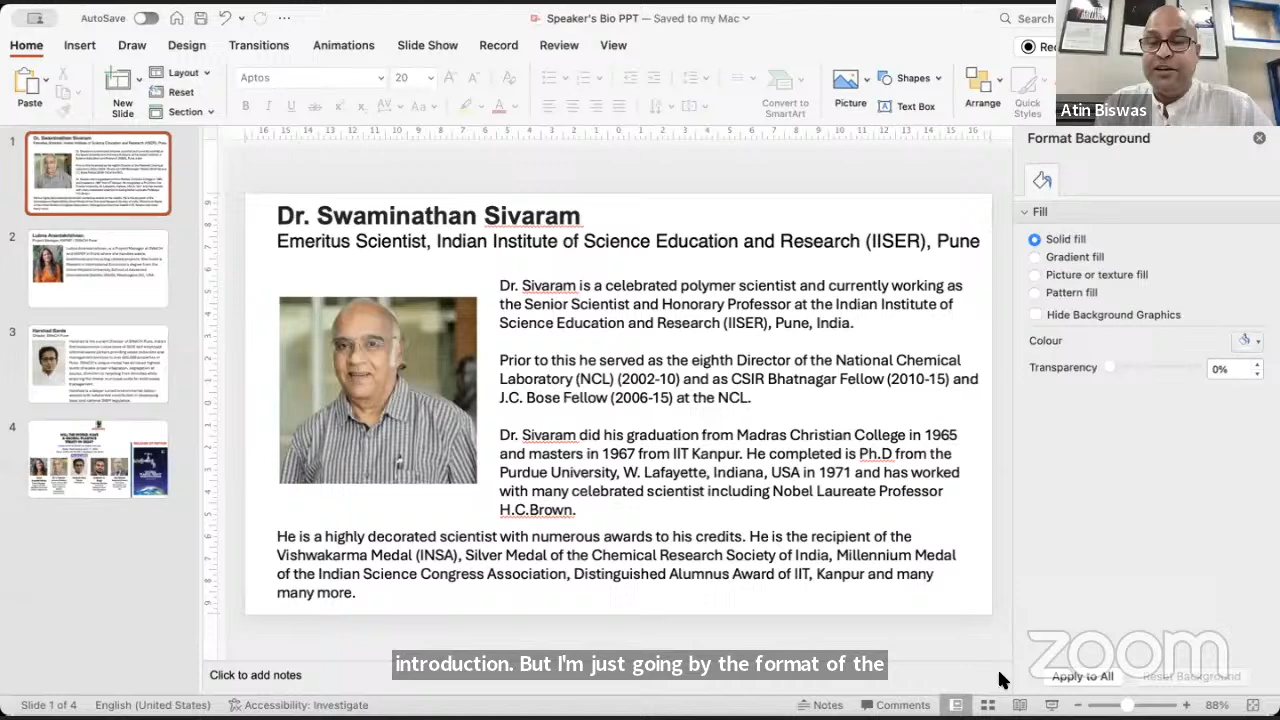 AutoSave
Speaker's Bio PPT — Saved to my Mac
Search
Home Insert Draw Design Transitions Animations Slide Show Record Review View
Rec
Paste
New Slide
Layout
Reset
Section
Aptos
20
Convert to SmartArt
Picture
Shapes
Text Box
Arrange
Quick Styles
Atin Biswas
Format Background
Fill
Solid fill
Gradient fill
Picture or texture fill
Pattern fill
Hide Background Graphics
Colour
Transparency
0%
1
2
3
4
Dr. Swaminathan Sivaram
Emeritus Scientist, Indian Institute of Science Education and Research (IISER), Pune
Dr. Sivaram is a celebrated polymer scientist and currently working as
the Senior Scientist and Honorary Professor at the Indian Institute of
Science Education and Research (IISER), Pune, India.
Prior to this he served as the eighth Director of the National Chemical
Laboratory (NCL) (2002-10) and as CSIR Bhatnagar Fellow (2010-15) and
J.C. Bose Fellow (2006-15) at the NCL.
Dr. Sivaram did his graduation from Madras Christian College in 1965
and masters in 1967 from IIT Kanpur. He completed is Ph.D from the
Purdue University, W. Lafayette, Indiana, USA in 1971 and has worked
with many celebrated scientist including Nobel Laureate Professor
H.C.Brown.
He is a highly decorated scientist with numerous awards to his credits. He is the recipient of the
Vishwakarma Medal (INSA), Silver Medal of the Chemical Research Society of India, Millennium Medal
of the Indian Science Congress Association, Distinguished Alumnus Award of IIT, Kanpur and many
many more.
introduction. But I'm just going by the format of the
Click to add notes
zoom
Apply to All
Reset Background
Slide 1 of 4
English (United States)
Accessibility: Investigate
Notes
Comments
88%